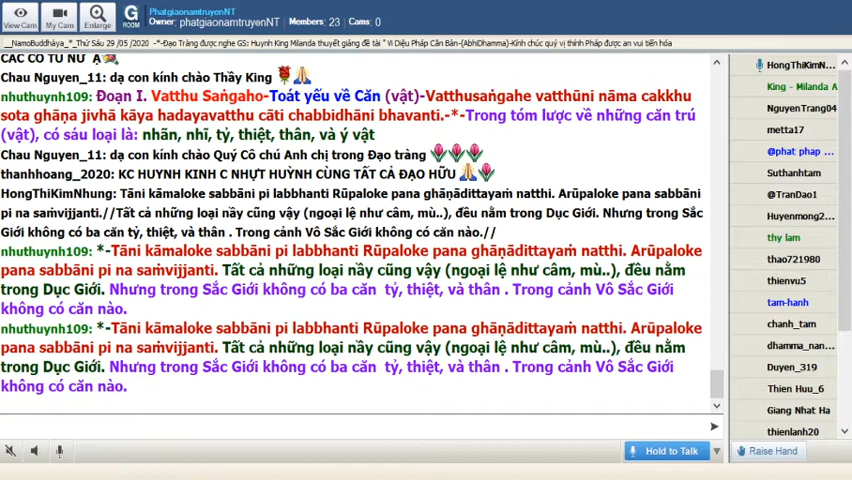 PhatgiaonamtruyenNT
Owner: phatgiaonamtruyenNT Members: 23 Cams: 0
View Cam My Cam Enlarge G ROOM
__NamoBuddhàya_*_Thứ Sáu 29 /05 /2020 -*-Đạo Tràng được nghe GS: Huynh King Milanda thuyết giảng đề tài " Vi Diệu Pháp Căn Bản-(AbhiDhamma)-Kính chúc quý vị thính Pháp được an vui tiến hóa
CÁC CÔ TU NỮ Ạ
Chau Nguyen_11: dạ con kính chào Thầy King
nhuthuynh109: Đoạn I. Vatthu Saṅgaho-Toát yếu về Căn (vật)-Vatthusaṅgahe vatthūni nāma cakkhu
sota ghāṇa jivhā kāya hadayavatthu cāti chabbidhāni bhavanti.-*-Trong tóm lược về những căn trú
(vật), có sáu loại là: nhãn, nhĩ, tỷ, thiệt, thân, và ý vật
Chau Nguyen_11: dạ con kính chào Quý Cô chú Anh chị trong Đạo tràng
thanhhoang_2020: KC HUYNH KINH C NHỰT HUỲNH CÙNG TẤT CẢ ĐẠO HỮU
HongThiKimNhung: Tāni kāmaloke sabbāni pi labbhanti Rūpaloke pana ghāṇādittayaṁ natthi. Arūpaloke pana sabbāni
pi na saṁvijjanti.//Tất cả những loại nầy cũng vậy (ngoại lệ như câm, mù..), đều nằm trong Dục Giới. Nhưng trong Sắc
Giới không có ba căn tỷ, thiệt, và thân . Trong cảnh Vô Sắc Giới không có căn nào.//
nhuthuynh109: *-Tāni kāmaloke sabbāni pi labbhanti Rūpaloke pana ghāṇādittayaṁ natthi. Arūpaloke
pana sabbāni pi na saṁvijjanti. Tất cả những loại nầy cũng vậy (ngoại lệ như câm, mù..), đều nằm
trong Dục Giới. Nhưng trong Sắc Giới không có ba căn tỷ, thiệt, và thân . Trong cảnh Vô Sắc Giới
không có căn nào.
nhuthuynh109: *-Tāni kāmaloke sabbāni pi labbhanti Rūpaloke pana ghāṇādittayaṁ natthi. Arūpaloke
pana sabbāni pi na saṁvijjanti. Tất cả những loại nầy cũng vậy (ngoại lệ như câm, mù..), đều nằm
trong Dục Giới. Nhưng trong Sắc Giới không có ba căn tỷ, thiệt, và thân . Trong cảnh Vô Sắc Giới
không có căn nào.
HongThiKimN...
King - Milanda A
NguyenTrang04
metta17
@phat phap ...
Suthanhtam
@TranDao1
Huyenmong2...
thy lam
thao721980
thienvu5
tam-hanh
chanh_tam
dhamma_nan...
Duyen_319
Thien Huu_6
Giang Nhat Ha
thienlanh20
Hold to Talk
Raise Hand